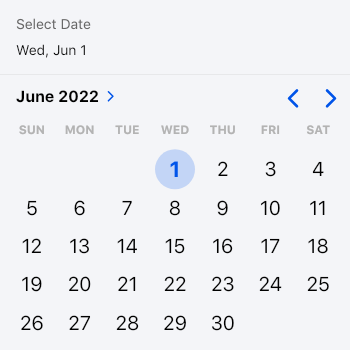 Select Date
Wed, Jun 1
June 2022
SUN MON TUE WED THU FRI SAT
1 2 3 4
5 6 7 8 9 10 11
12 13 14 15 16 17 18
19 20 21 22 23 24 25
26 27 28 29 30